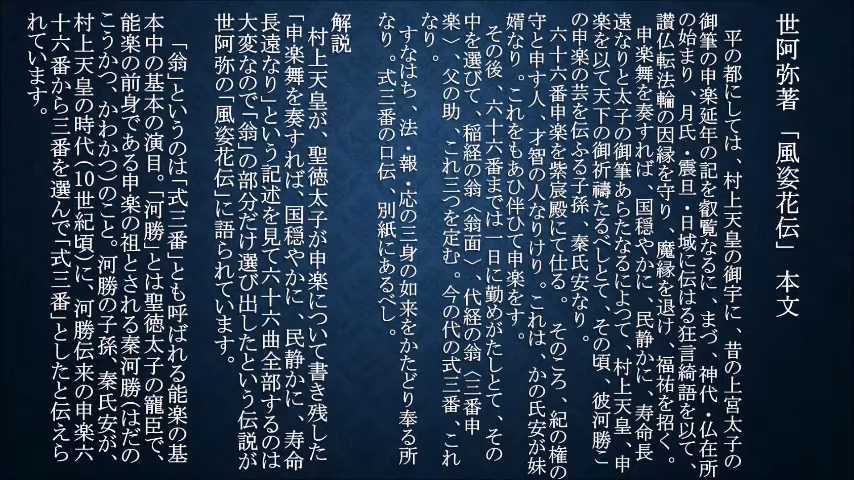 世阿弥著　「風姿花伝」　本文
平の都にしては、村上天皇の御宇に、昔の上宮太子の
御筆の申楽延年の記を叡覧なるに、まづ、神代・仏在所
の始まり、月氏・震旦・日域に伝はる狂言綺語を以て、
讃仏転法輪の因縁を守り、魔縁を退け、福祐を招く。
申楽舞を奏すれば、国穏やかに、民静かに、寿命長
遠なりと太子の御筆あらたなるによつて、村上天皇、申
楽を以て天下の御祈禱たるべしとて、その頃、彼河勝こ
の申楽の芸を伝ふる子孫、秦氏安なり。
六十六番申楽を紫宸殿にて仕る。　そのころ、紀の権の
守と申す人、才智の人なりけり。これは、かの氏安が妹
婿なり。これをもあひ伴ひて申楽をす。
その後、六十六番までは一日に勤めがたしとて、その
中を選びて、稲経の翁〈翁面〉、代経の翁〈三番申
楽〉、父の助、これ三つを定む。今の代の式三番、これ
なり。
すなはち、法・報・応の三身の如来をかたどり奉る所
なり。式三番の口伝、別紙にあるべし。
解説
村上天皇が、聖徳太子が申楽について書き残した
「申楽舞を奏すれば、国穏やかに、民静かに、寿命
長遠なり」という記述を見て六十六曲全部するのは
大変なので「翁」の部分だけ選び出したという伝説が
世阿弥の「風姿花伝」に語られています。
「翁」というのは「式三番」とも呼ばれる能楽の基
本中の基本の演目。「河勝」とは聖徳太子の寵臣で、
能楽の前身である申楽の祖とされる秦河勝（はだの
こうかつ、かわかつ）のこと。河勝の子孫、秦氏安が、
村上天皇の時代（10世紀頃）に、河勝伝来の申楽六
十六番から三番を選んで「式三番」としたと伝えら
れています。